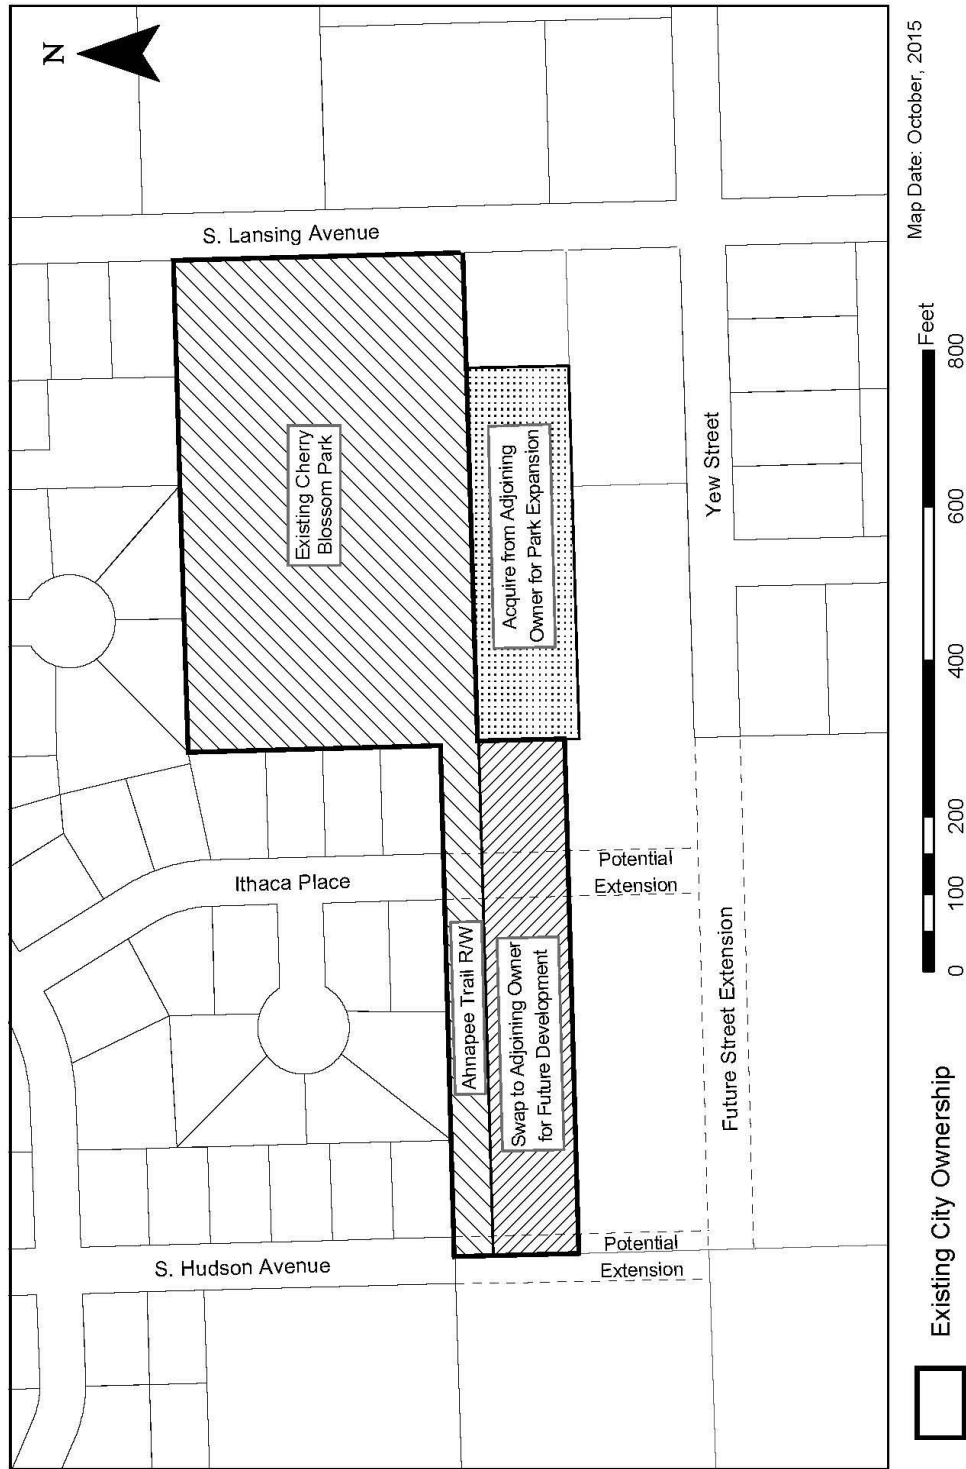 N
S. Lansing Avenue
Existing Cherry
Blossom Park
Acquire from Adjoining
Owner for Park Expansion
Yew Street
Ithaca Place
Potential
Extension
Ahnapee Trail R/W
Swap to Adjoining Owner
for Future Development
Future Street Extension
S. Hudson Avenue
Potential
Extension
Map Date: October, 2015
Existing City Ownership
0 100 200 400 600 800
Feet